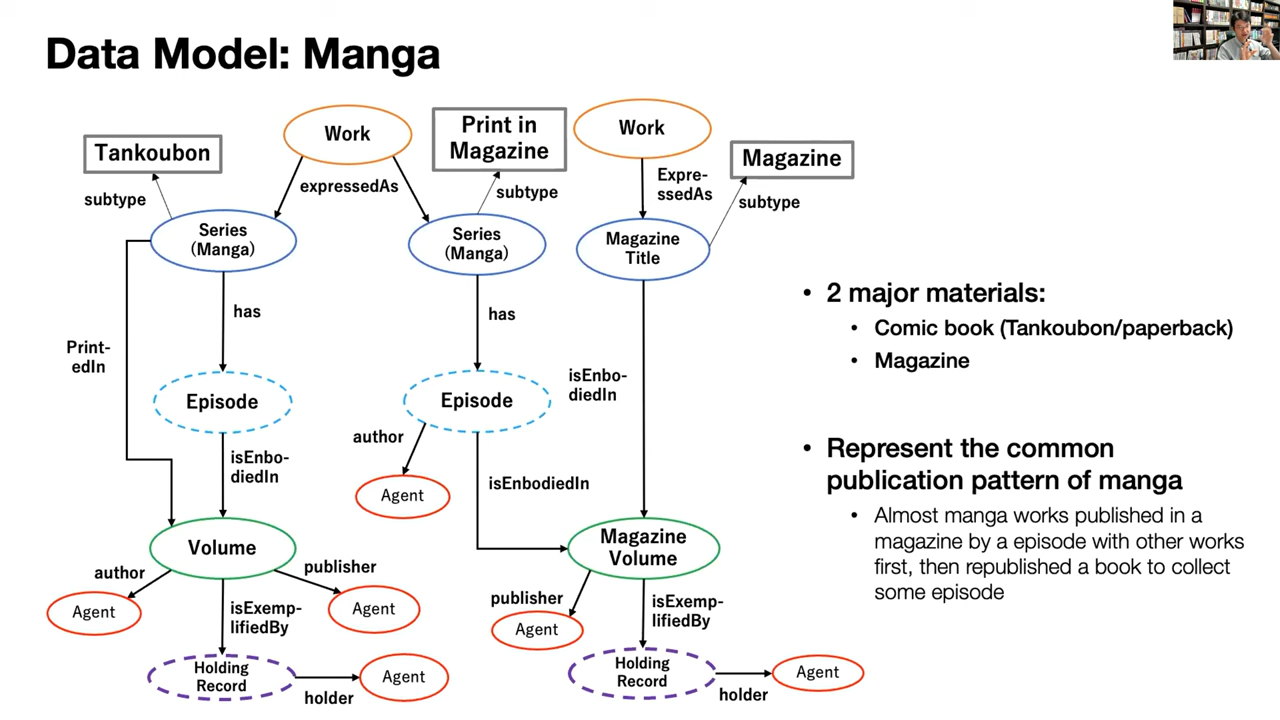 Data Model: Manga
Work
Print in
Magazine
Work
Tankoubon
Magazine
expressedAs
Expre-
ssedAs
subtype
subtype
subtype
Series
(Manga)
Series
(Manga)
Magazine
Title
has
has
Print-
edIn
isEnbo-
diedIn
Episode
Episode
author
Agent
isEnbo-
diedIn
isEnbodiedIn
Volume
Magazine
Volume
author
publisher
Agent
Agent
isExemp-
lifiedBy
publisher
Agent
isExemp-
lifiedBy
Holding
Record
holder
Agent
Holding
Record
holder
Agent
• 2 major materials:
• Comic book (Tankoubon/paperback)
• Magazine
• Represent the common
publication pattern of manga
• Almost manga works published in a
magazine by a episode with other works
first, then republished a book to collect
some episode